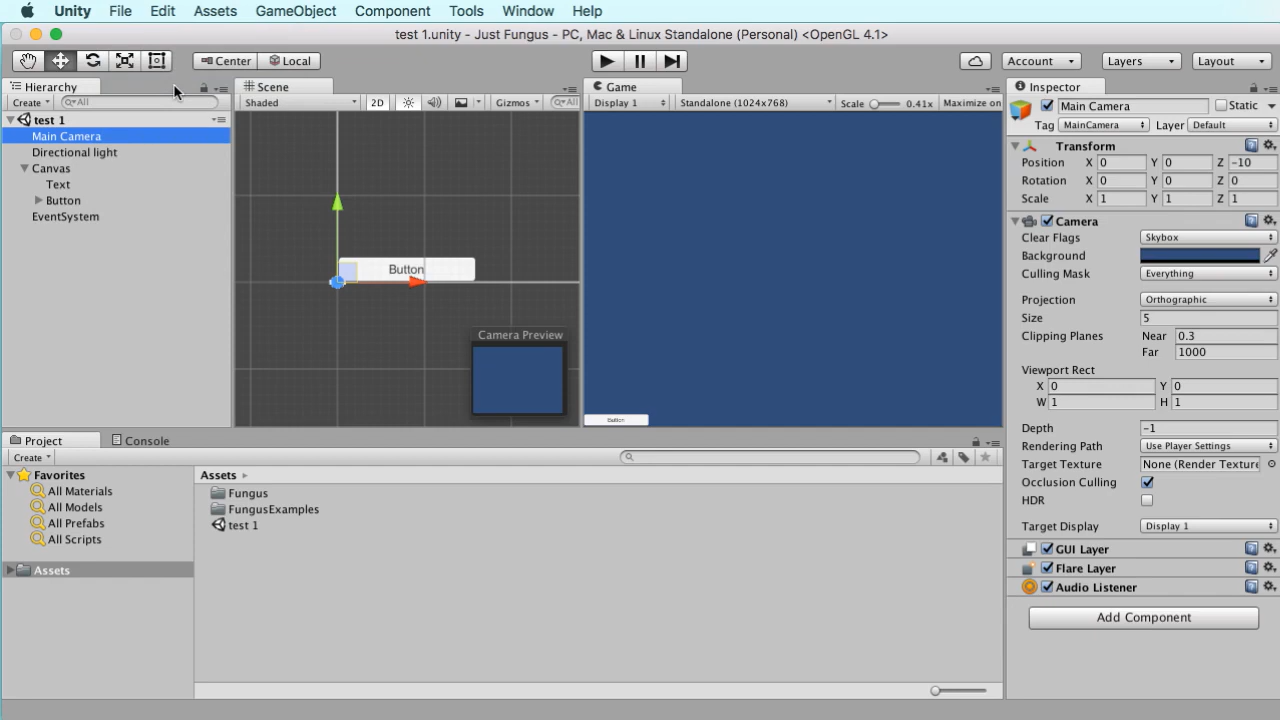 Unity File Edit Assets GameObject Component Tools Window Help
test 1.unity - Just Fungus - PC, Mac & Linux Standalone (Personal) <OpenGL 4.1>
Center Local Account Layers Layout
Hierarchy
Create All
test 1
Main Camera
Directional light
Canvas
Text
Button
EventSystem
Scene
Shaded 2D Gizmos All
Button
Camera Preview
Game
Display 1 Standalone (1024x768) Scale 0.41x Maximize on
Button
Inspector
Main Camera Static
Tag MainCamera Layer Default
Transform
Position X 0 Y 0 Z -10
Rotation X 0 Y 0 Z 0
Scale X 1 Y 1 Z 1
Camera
Clear Flags Skybox
Background
Culling Mask Everything
Projection Orthographic
Size 5
Clipping Planes Near 0.3
Far 1000
Viewport Rect
X 0 Y 0
W 1 H 1
Depth -1
Rendering Path Use Player Settings
Target Texture None (Render Texture
Occlusion Culling
HDR
Target Display Display 1
GUI Layer
Flare Layer
Audio Listener
Add Component
Project Console
Create
Favorites
All Materials
All Models
All Prefabs
All Scripts
Assets
Assets
Fungus
FungusExamples
test 1